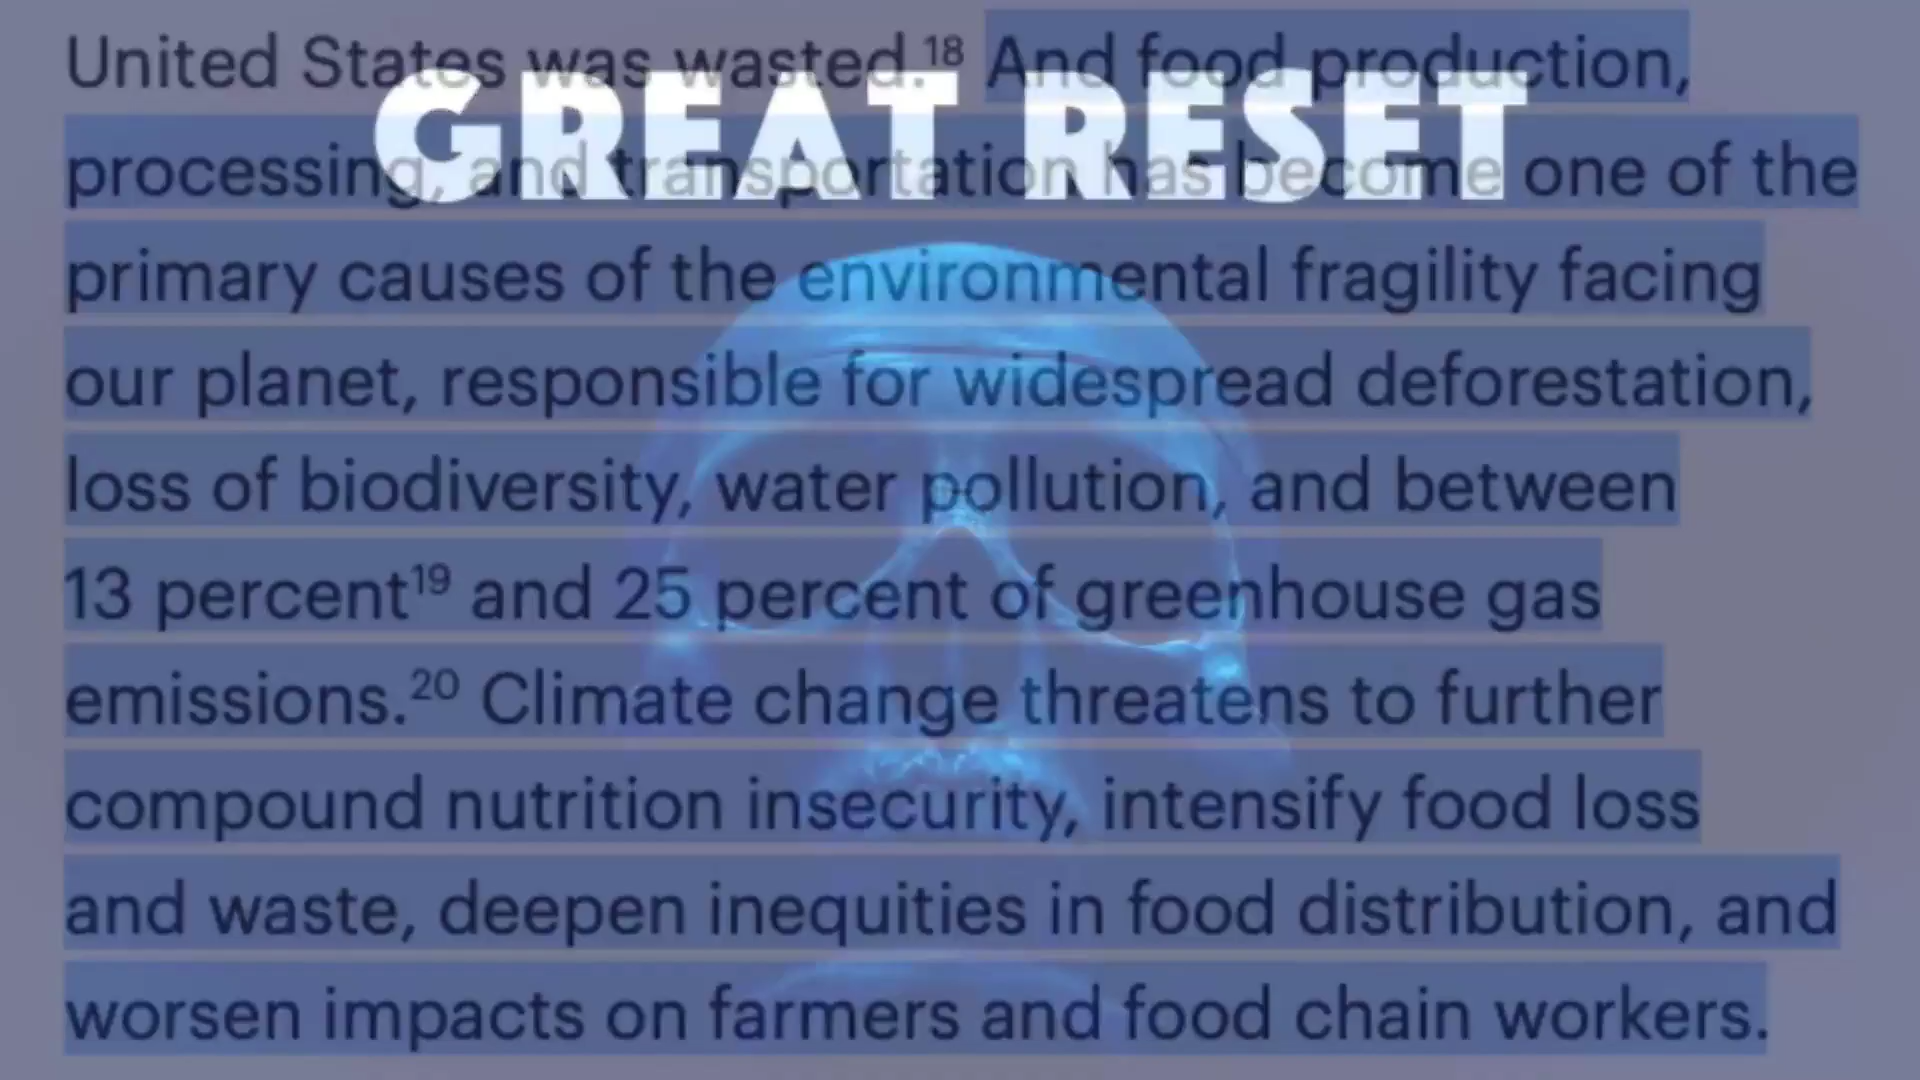 United States was wasted.18 And food production,
GREAT RESET
processing, and transportation has become one of the
primary causes of the environmental fragility facing
our planet, responsible for widespread deforestation,
loss of biodiversity, water pollution, and between
13 percent19 and 25 percent of greenhouse gas
emissions.20 Climate change threatens to further
compound nutrition insecurity, intensify food loss
and waste, deepen inequities in food distribution, and
worsen impacts on farmers and food chain workers.